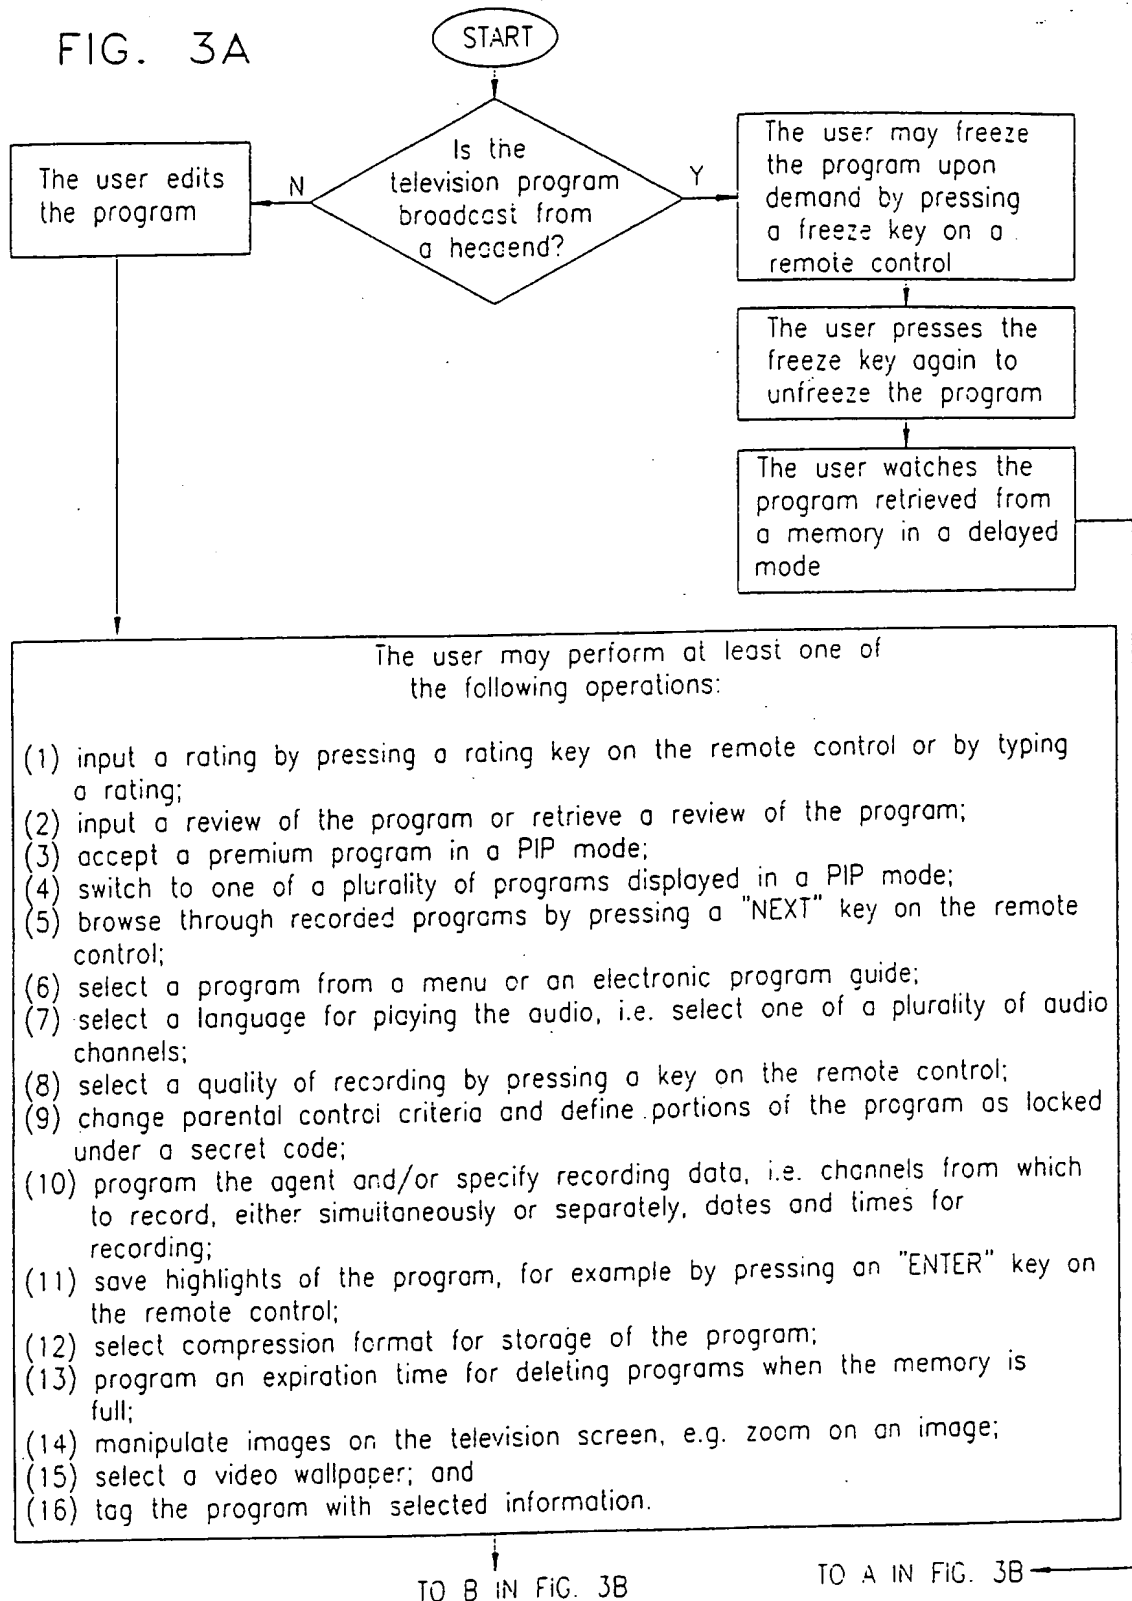 FIG. 3A
START
Is the
television program
broadcast from
a headend?
N
Y
The user edits
the program
The user may freeze
the program upon
demand by pressing
a freeze key on a
remote control
The user presses the
freeze key again to
unfreeze the program
The user watches the
program retrieved from
a memory in a delayed
mode
The user may perform at least one of
the following operations:
(1) input a rating by pressing a rating key on the remote control or by typing
a rating;
(2) input a review of the program or retrieve a review of the program;
(3) accept a premium program in a PIP mode;
(4) switch to one of a plurality of programs displayed in a PIP mode;
(5) browse through recorded programs by pressing a "NEXT" key on the remote
control;
(6) select a program from a menu or an electronic program guide;
(7) select a language for playing the audio, i.e. select one of a plurality of audio
channels;
(8) select a quality of recording by pressing a key on the remote control;
(9) change parental control criteria and define portions of the program as locked
under a secret code;
(10) program the agent and/or specify recording data, i.e. channels from which
to record, either simultaneously or separately, dates and times for
recording;
(11) save highlights of the program, for example by pressing an "ENTER" key on
the remote control;
(12) select compression format for storage of the program;
(13) program an expiration time for deleting programs when the memory is
full;
(14) manipulate images on the television screen, e.g. zoom on an image;
(15) select a video wallpaper; and
(16) tag the program with selected information.
TO B IN FIG. 3B
TO A IN FIG. 3B